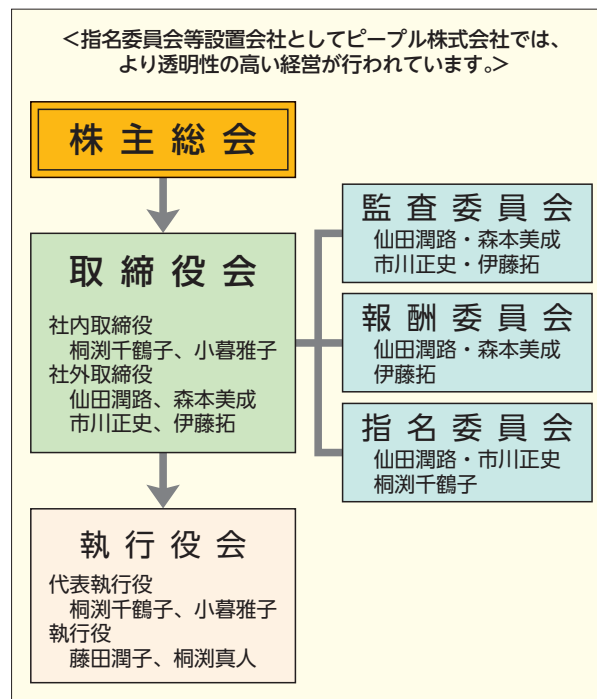 <指名委員会等設置会社としてピープル株式会社では、
より透明性の高い経営が行われています。>
株主総会
取締役会
社内取締役
桐渕千鶴子、小暮雅子
社外取締役
仙田潤路、森本美成
市川正史、伊藤拓
監査委員会
仙田潤路・森本美成
市川正史・伊藤拓
報酬委員会
仙田潤路・森本美成
伊藤拓
指名委員会
仙田潤路・市川正史
桐渕千鶴子
執行役会
代表執行役
桐渕千鶴子、小暮雅子
執行役
藤田潤子、桐渕真人